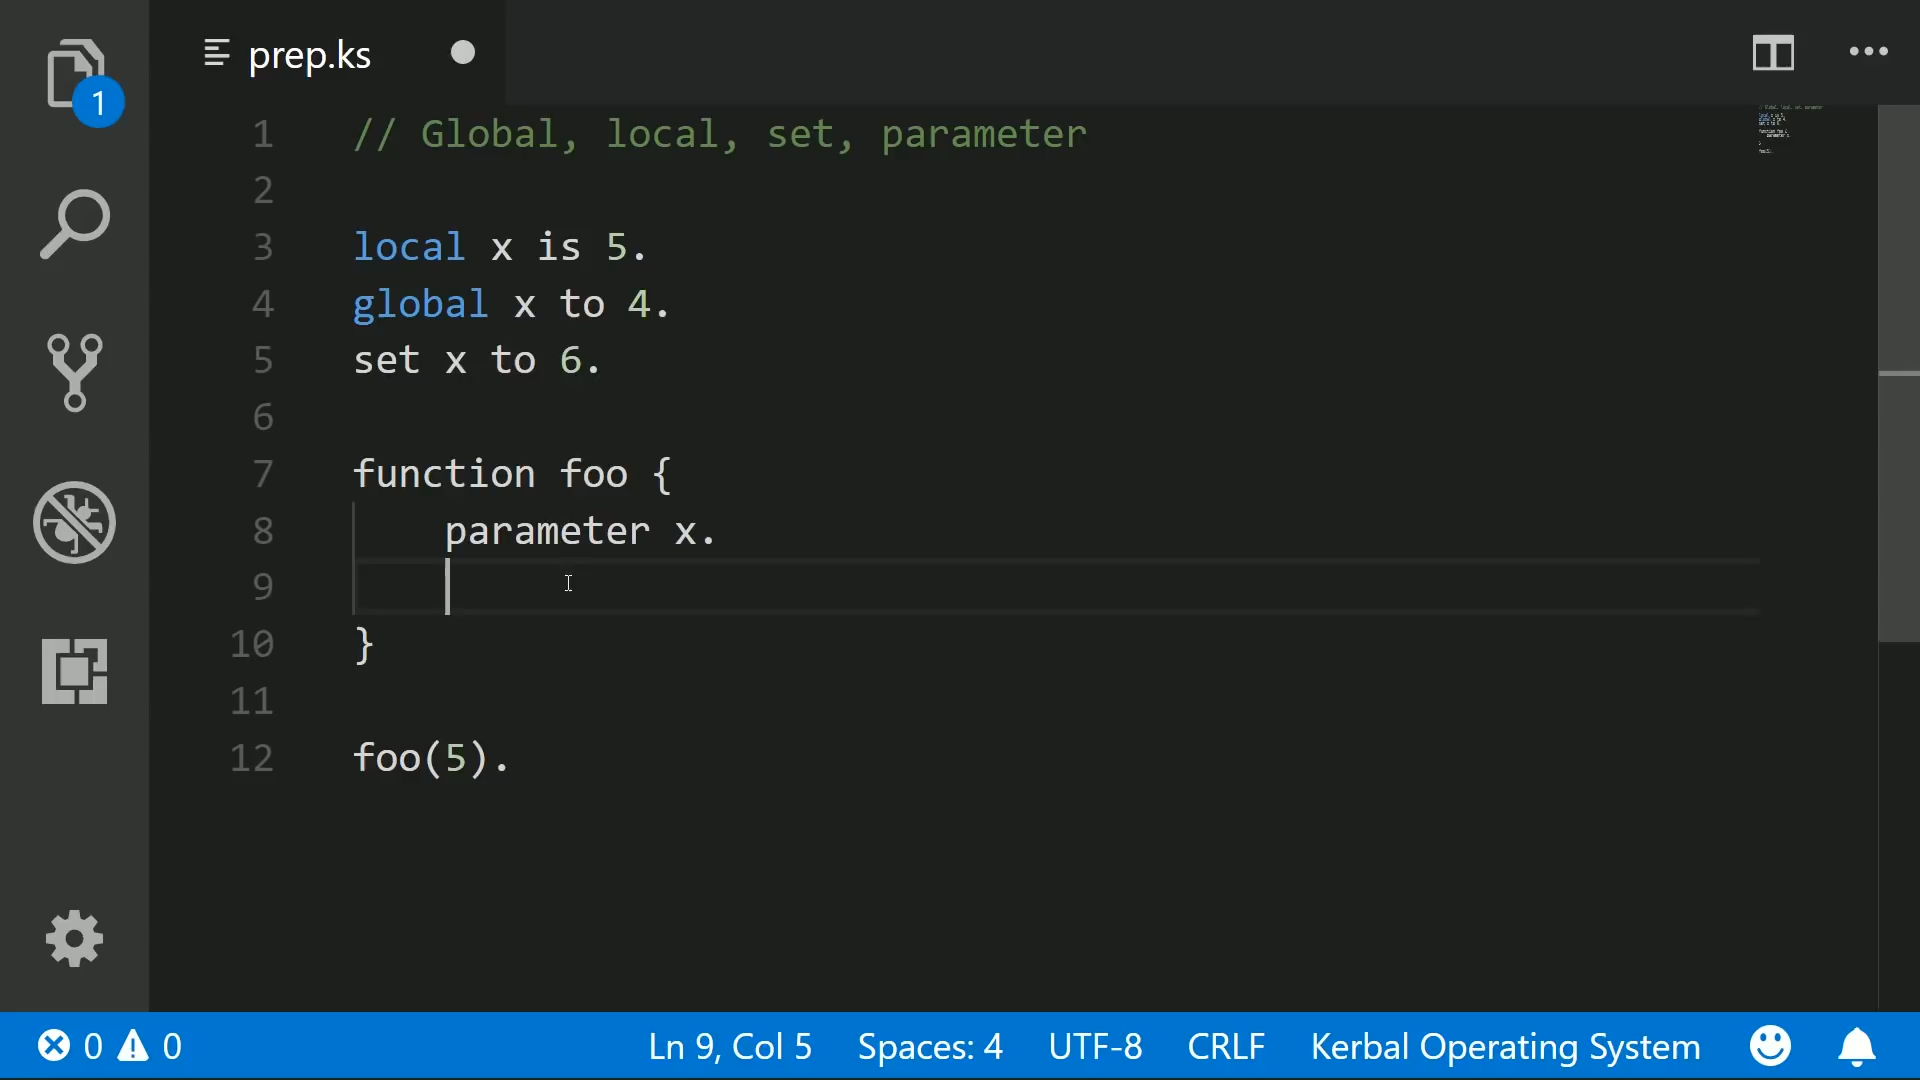 prep.ks
1
1 // Global, local, set, parameter
2
3 local x is 5.
4 global x to 4.
5 set x to 6.
6
7 function foo {
8 parameter x.
9
10 }
11
12 foo(5).
0 0 Ln 9, Col 5 Spaces: 4 UTF-8 CRLF Kerbal Operating System